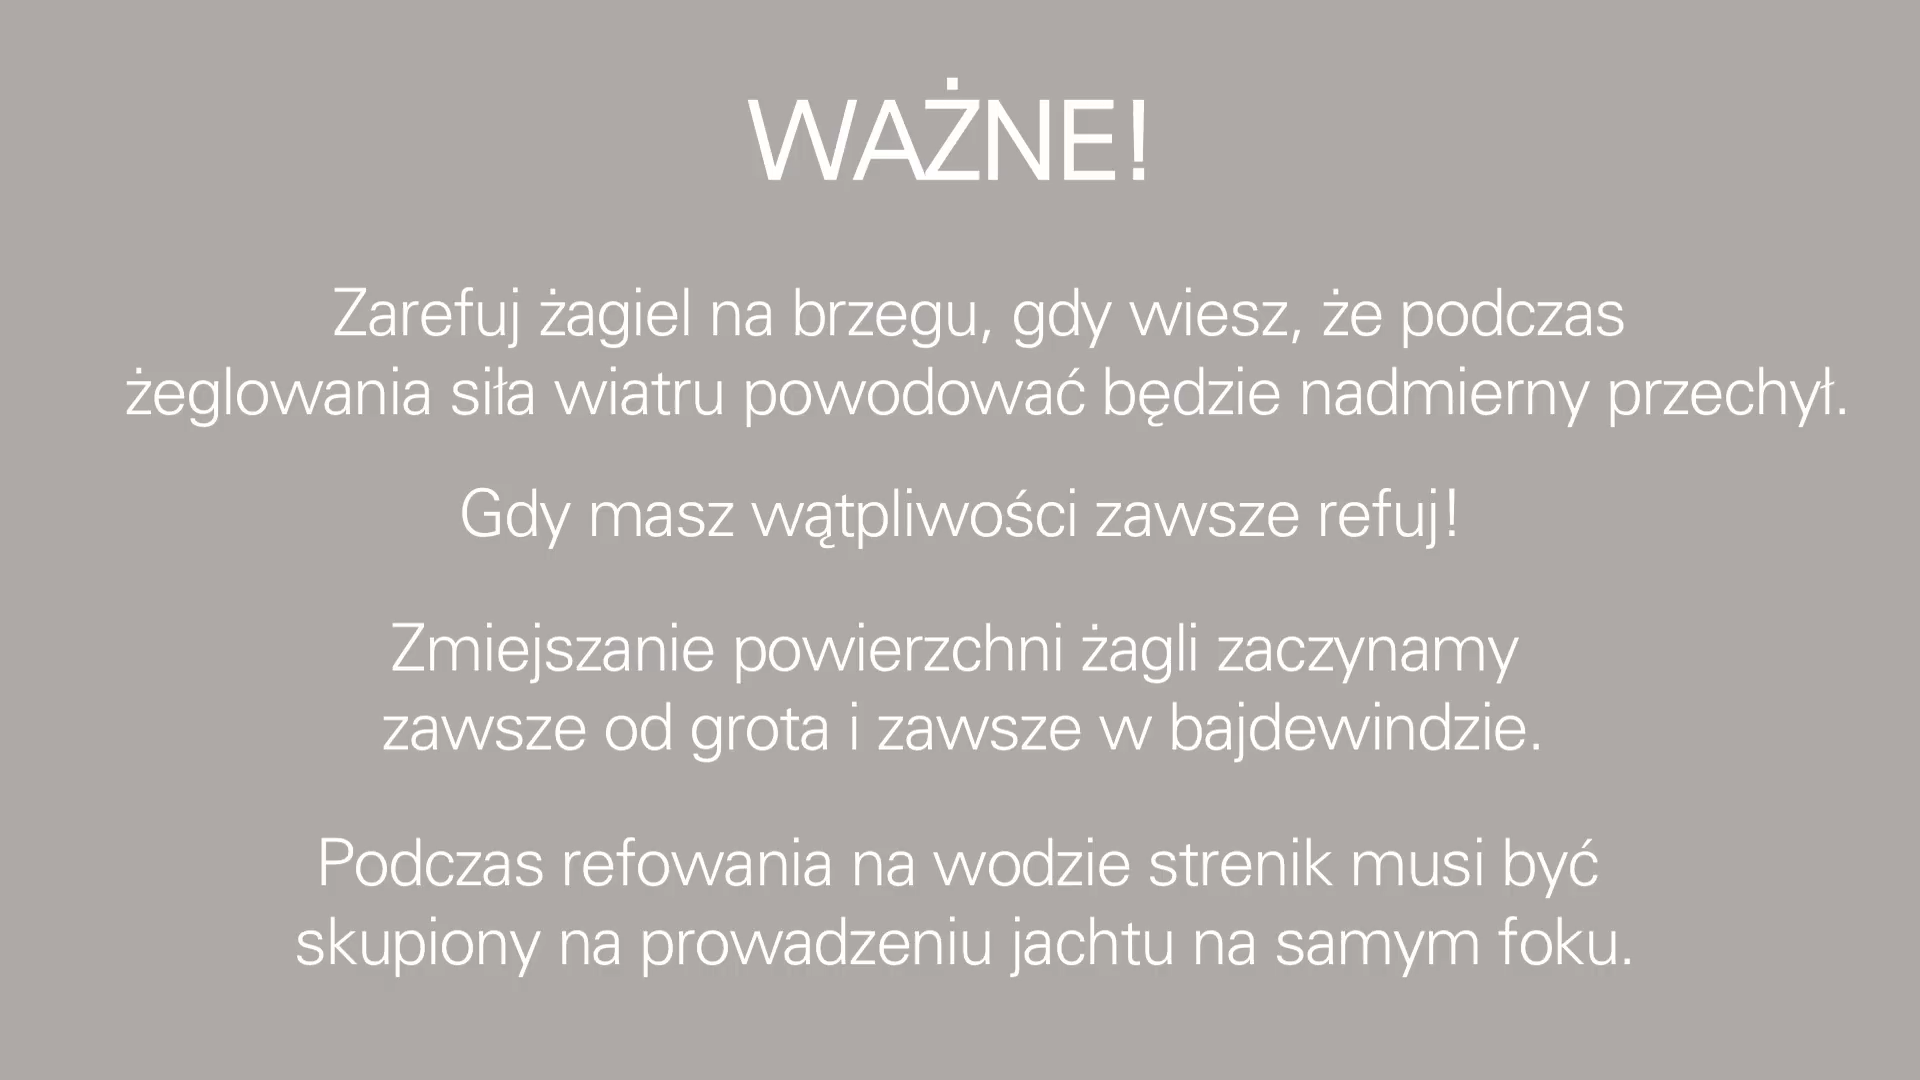 WAŻNE!
Zarefuj żagiel na brzegu, gdy wiesz, że podczas
żeglowania siła wiatru powodować będzie nadmierny przechył.
Gdy masz wątpliwości zawsze refuj!
Zmiejszanie powierzchni żagli zaczynamy
zawsze od grota i zawsze w bajdewindzie.
Podczas refowania na wodzie strenik musi być
skupiony na prowadzeniu jachtu na samym foku.